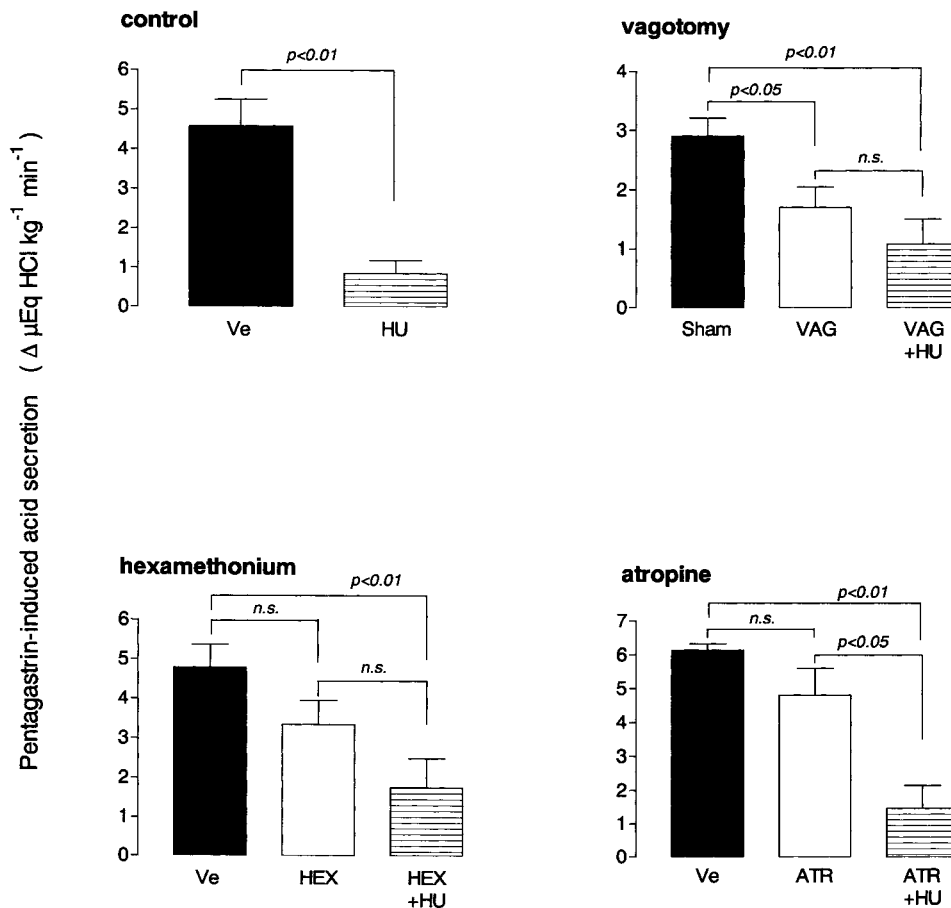 Pentagastrin-induced acid secretion ( Δ µEq HCl kg⁻¹ min⁻¹ )
control
p<0.01
6
5
4
3
2
1
0
Ve HU
vagotomy
p<0.01
p<0.05
n.s.
4
3
2
1
0
Sham VAG VAG
+HU
hexamethonium
p<0.01
n.s.
n.s.
6
5
4
3
2
1
0
Ve HEX HEX
+HU
atropine
p<0.01
n.s.
p<0.05
7
6
5
4
3
2
1
0
Ve ATR ATR
+HU